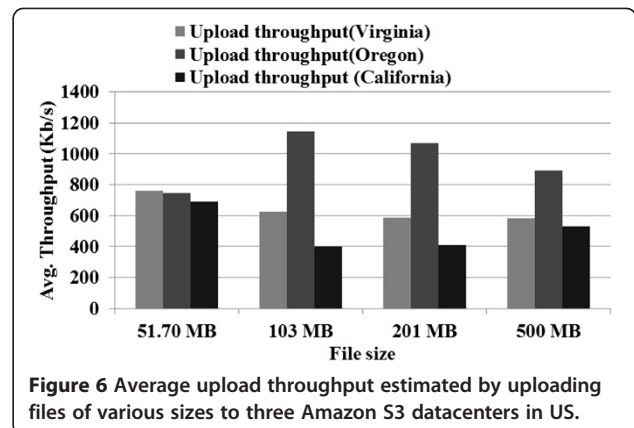 Upload throughput(Virginia)
Upload throughput(Oregon)
Upload throughput (California)
Avg. Throughput (Kb/s)
1400
1200
1000
800
600
400
200
0
51.70 MB 103 MB 201 MB 500 MB
File size
Figure 6 Average upload throughput estimated by uploading
files of various sizes to three Amazon S3 datacenters in US.